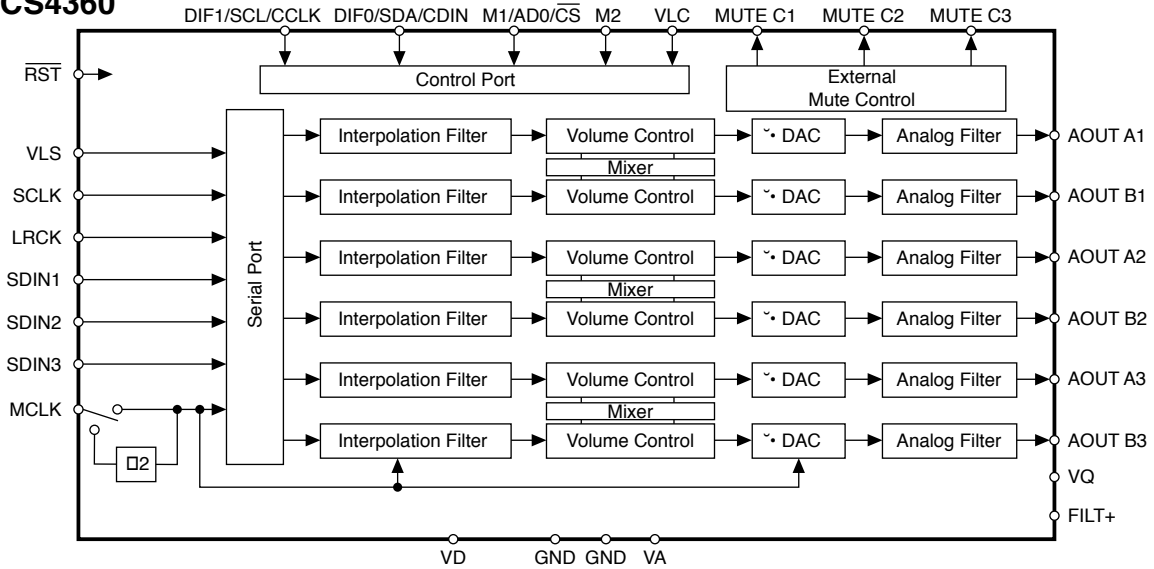 CS4360
DIF1/SCL/CCLK DIF0/SDA/CDIN M1/AD0/CS M2 VLC MUTE C1 MUTE C2 MUTE C3
RST
Control Port
External
Mute Control
VLS
SCLK
LRCK
SDIN1
SDIN2
SDIN3
MCLK
2
Serial Port
Interpolation Filter Volume Control ˘• DAC Analog Filter AOUT A1
Mixer
Interpolation Filter Volume Control ˘• DAC Analog Filter AOUT B1
Interpolation Filter Volume Control ˘• DAC Analog Filter AOUT A2
Mixer
Interpolation Filter Volume Control ˘• DAC Analog Filter AOUT B2
Interpolation Filter Volume Control ˘• DAC Analog Filter AOUT A3
Mixer
Interpolation Filter Volume Control ˘• DAC Analog Filter AOUT B3
VQ
FILT+
VD GND GND VA